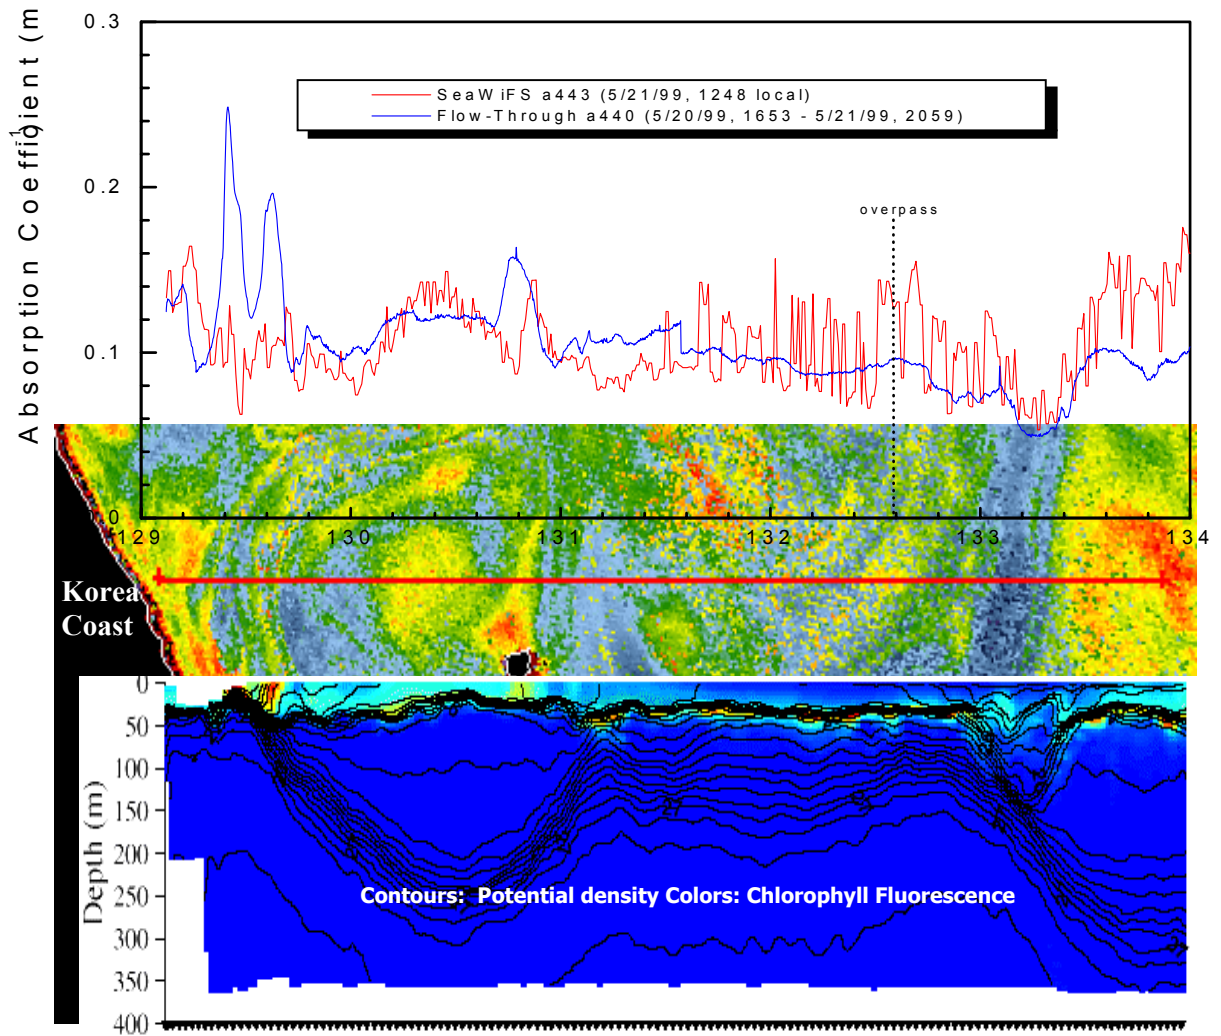 Absorption Coefficient (m
-1
)
0.3
0.2
0.1
0
SeaWiFS a443 (5/21/99, 1248 local)
Flow-Through a440 (5/20/99, 1653 - 5/21/99, 2059)
overpass
129 130 131 132 133 134
Korea
Coast
Depth (m)
0
50
100
150
200
250
300
350
400
27
Contours: Potential density Colors: Chlorophyll Fluorescence